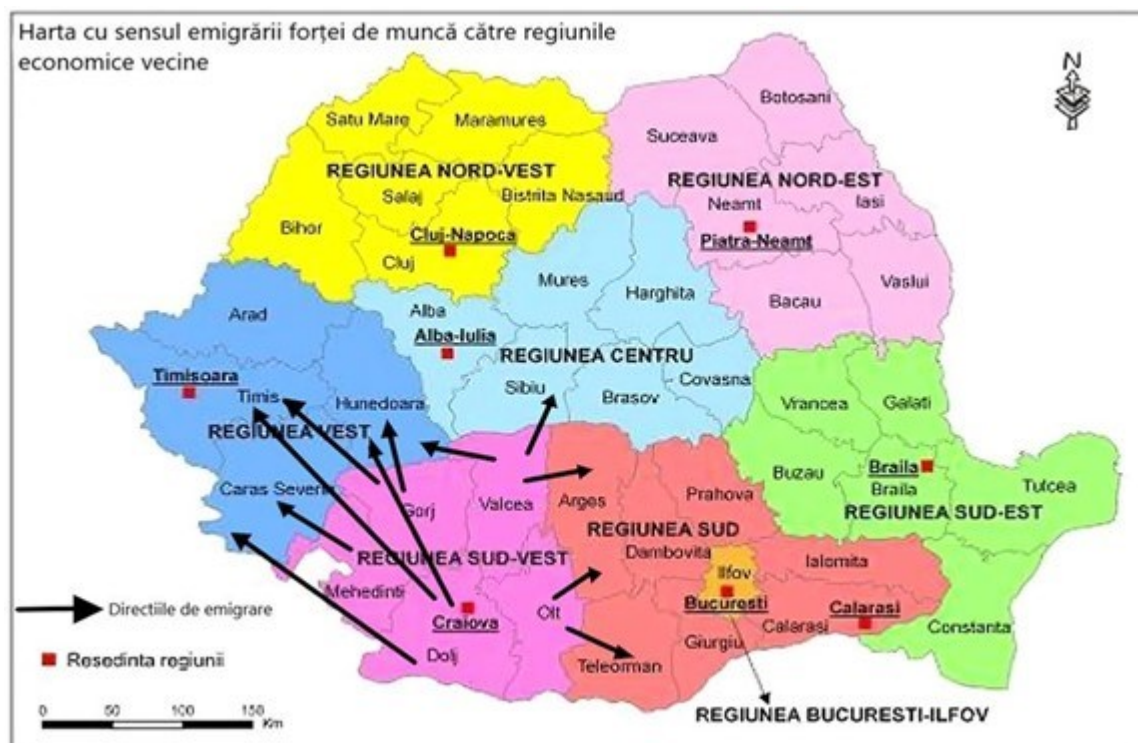 Harta cu sensul emigrării forței de muncă către regiunile
economice vecine
N
Botosani
Satu Mare
Maramures
Suceava
REGIUNEA NORD-VEST
REGIUNEA NORD-EST
Salaj
Bistrita Nasaud
Neamt
Iasi
Bihor
Cluj-Napoca
Piatra-Neamt
Cluj
Mures
Harghita
Vaslui
Bacau
Arad
Alba
Alba-Iulia
REGIUNEA CENTRU
Timisoara
Sibiu
Covasna
Timis
Hunedoara
Brasov
Vrancea
Galati
REGIUNEA VEST
Buzau
Braila
Braila
Tulcea
Caras Severin
Gorj
Valcea
Arges
Prahova
REGIUNEA SUD-EST
REGIUNEA SUD
REGIUNEA SUD-VEST
Dambovita
Ialomita
Ilfov
Mehedinti
Directiile de emigrare
Craiova
Olt
Bucuresti
Calarasi
Calarasi
Constanta
Giurgiu
Dolj
Teleorman
Resedinta regiunii
0 50 100 150
Km
REGIUNEA BUCURESTI-ILFOV